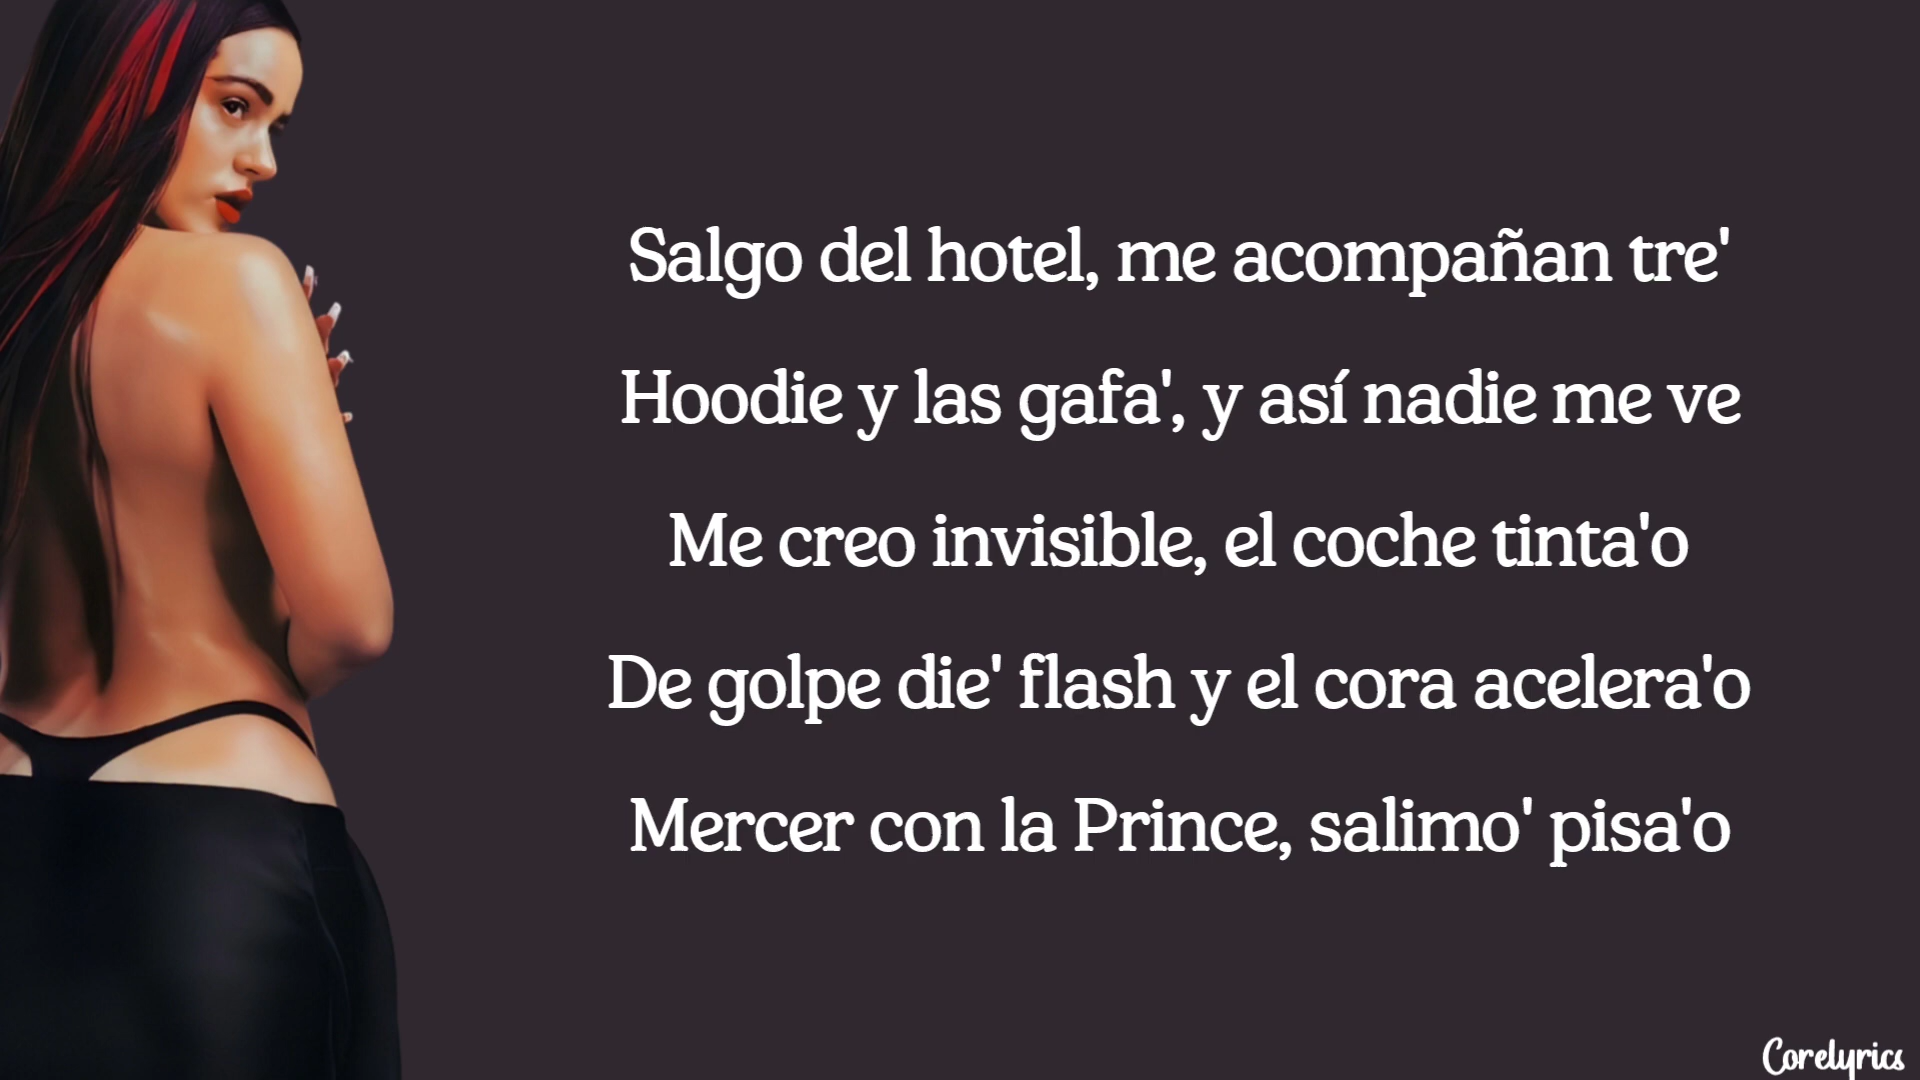 Salgo del hotel, me acompañan tre'
Hoodie y las gafa', y así nadie me ve
Me creo invisible, el coche tinta'o
De golpe die' flash y el cora acelera'o
Mercer con la Prince, salimo' pisa'o
Corelyrics